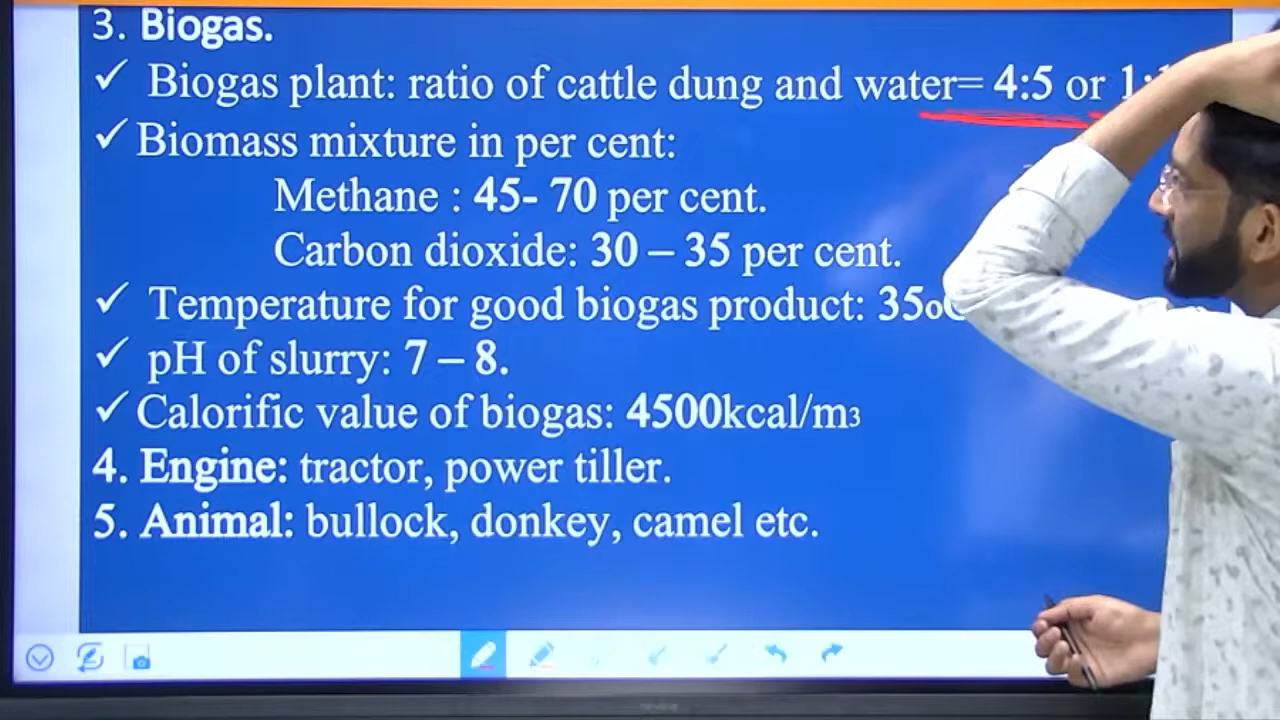 3. Biogas.
✓ Biogas plant: ratio of cattle dung and water= 4:5 or
✓ Biomass mixture in per cent:
Methane : 45- 70 per cent.
Carbon dioxide: 30 – 35 per cent.
✓ Temperature for good biogas product: 35o
✓ pH of slurry: 7 – 8.
✓ Calorific value of biogas: 4500kcal/m3
4. Engine: tractor, power tiller.
5. Animal: bullock, donkey, camel etc.